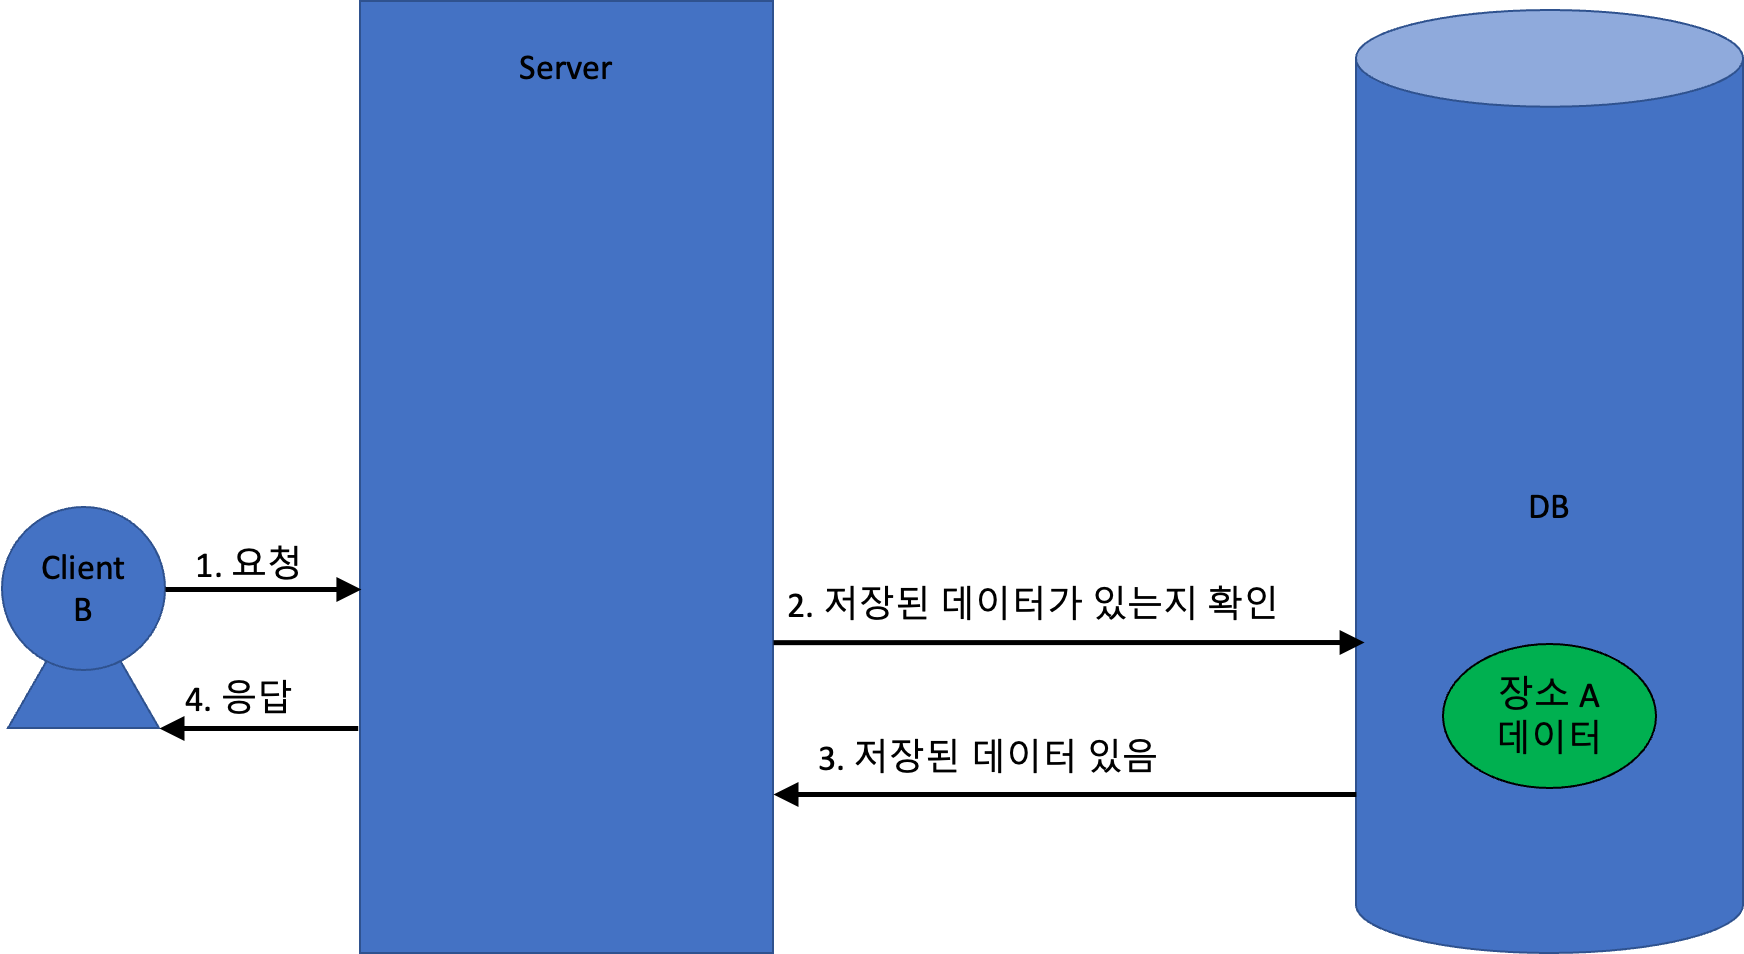 Server
DB
Client
B
1. 요청
2. 저장된 데이터가 있는지 확인
장소 A
데이터
4. 응답
3. 저장된 데이터 있음